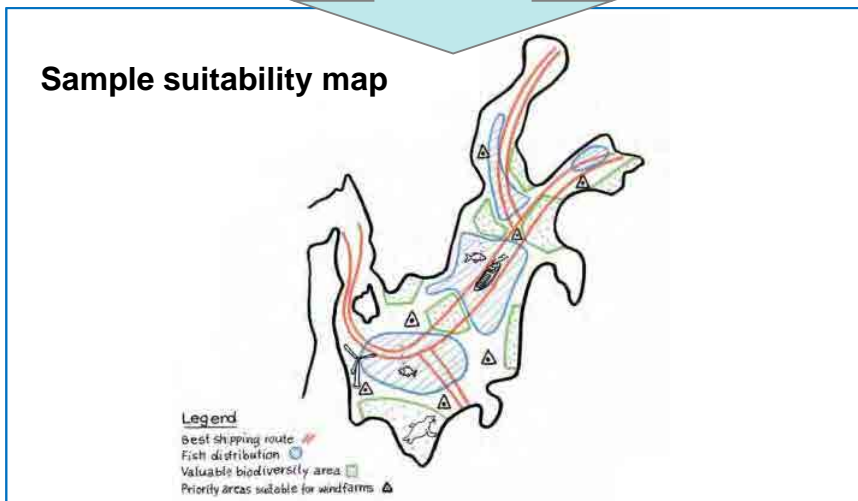 Sample suitability map
Legend
Best shipping route
Fish distribution
Valuable biodiversity area
Priority areas suitable for windfarms